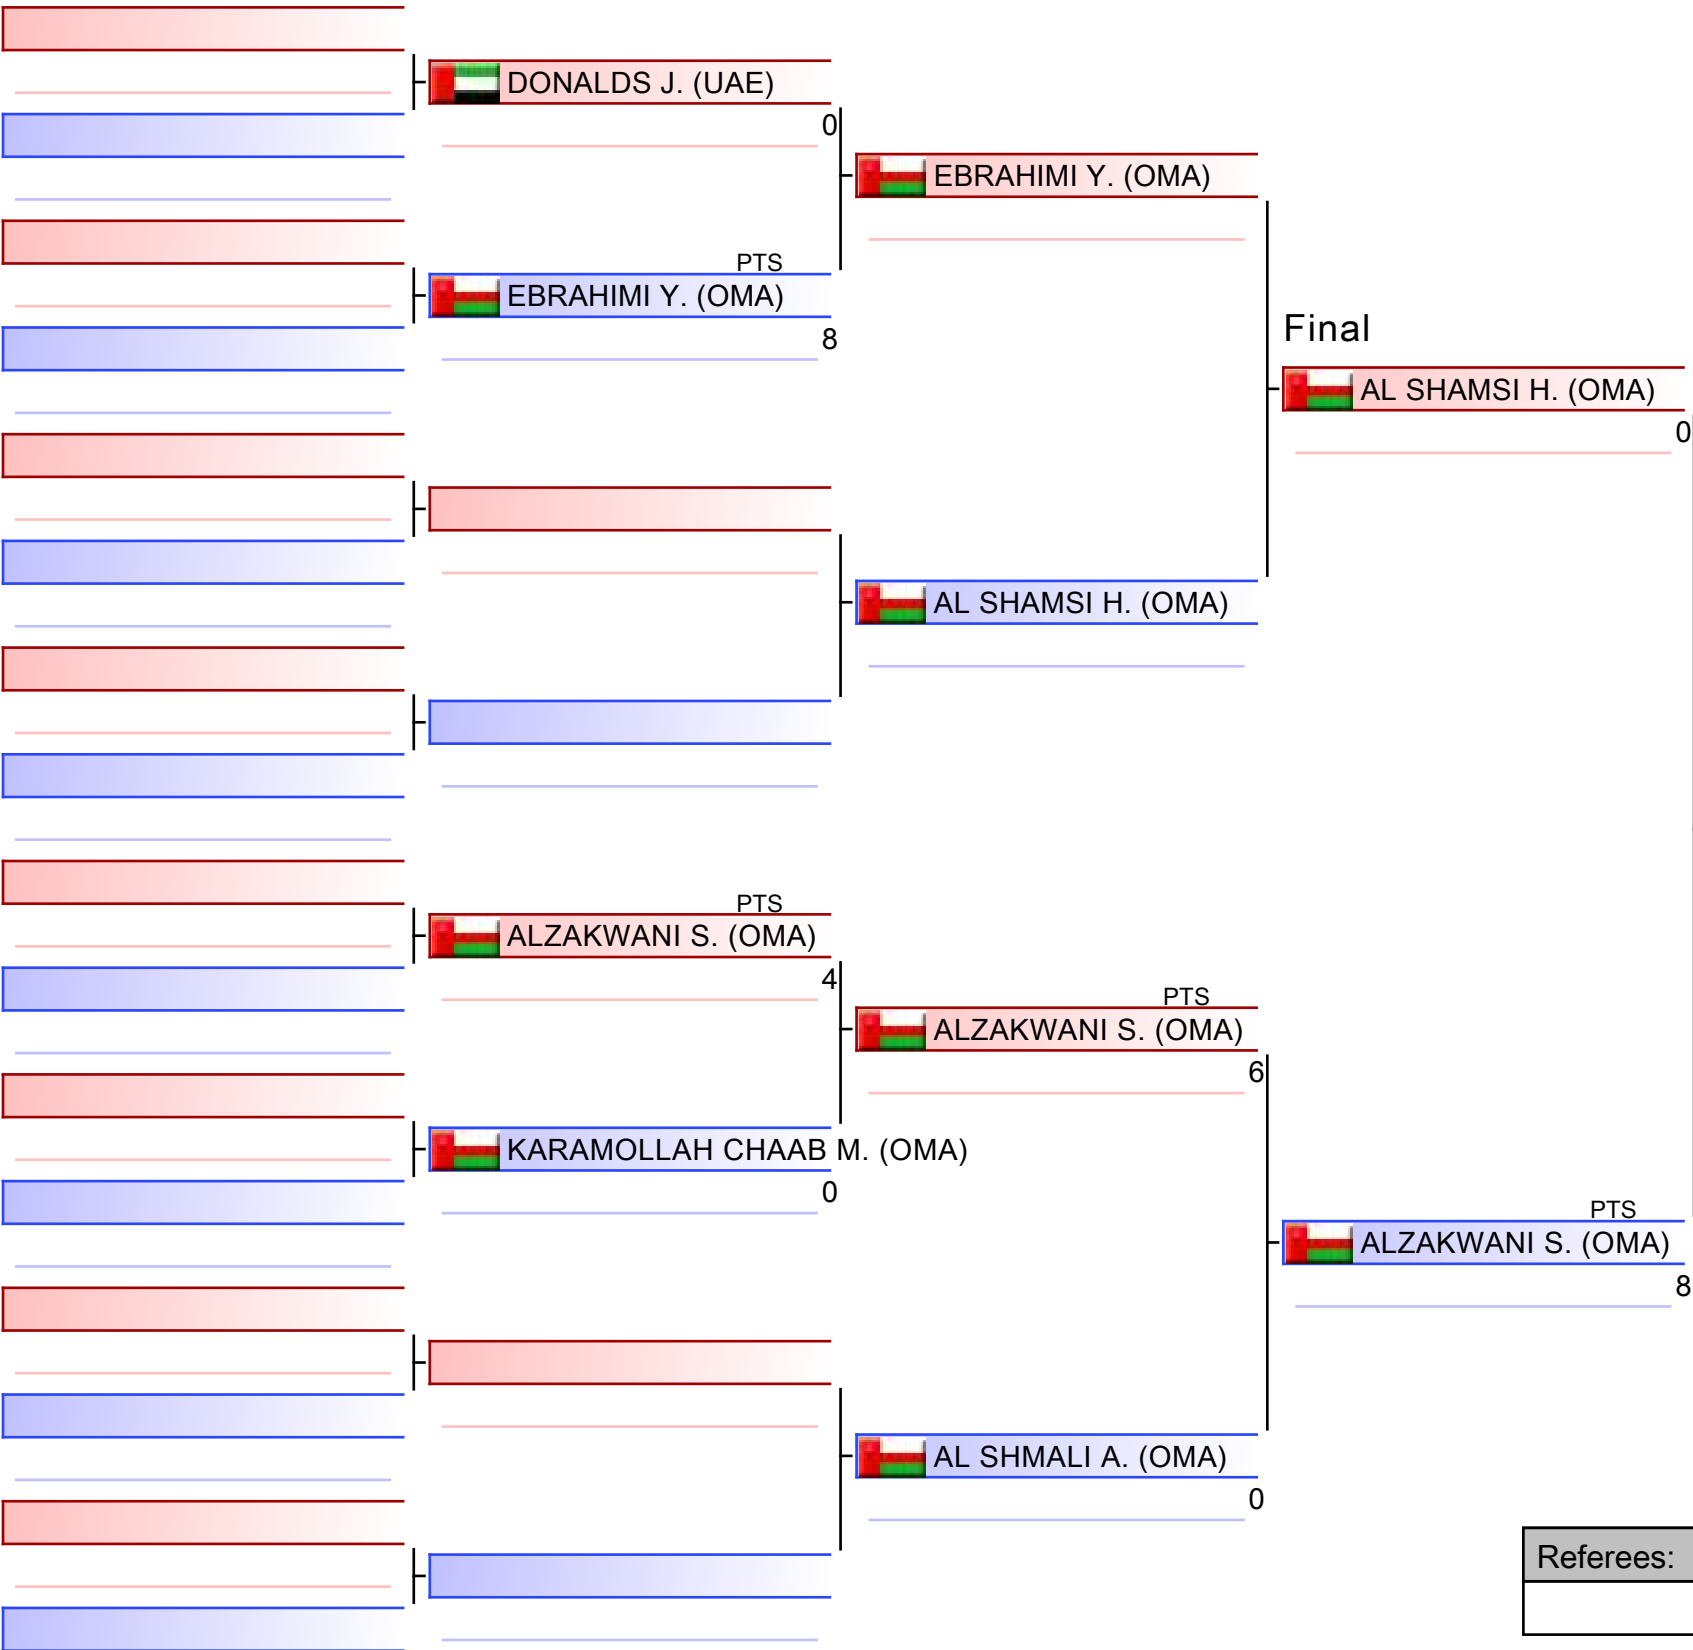 DONALDS J. (UAE)
0
EBRAHIMI Y. (OMA)
PTS
EBRAHIMI Y. (OMA)
8
Final
AL SHAMSI H. (OMA)
0
AL SHAMSI H. (OMA)
PTS
ALZAKWANI S. (OMA)
4
PTS
ALZAKWANI S. (OMA)
6
KARAMOLLAH CHAAB M. (OMA)
0
PTS
ALZAKWANI S. (OMA)
8
AL SHMALI A. (OMA)
0
Referees: